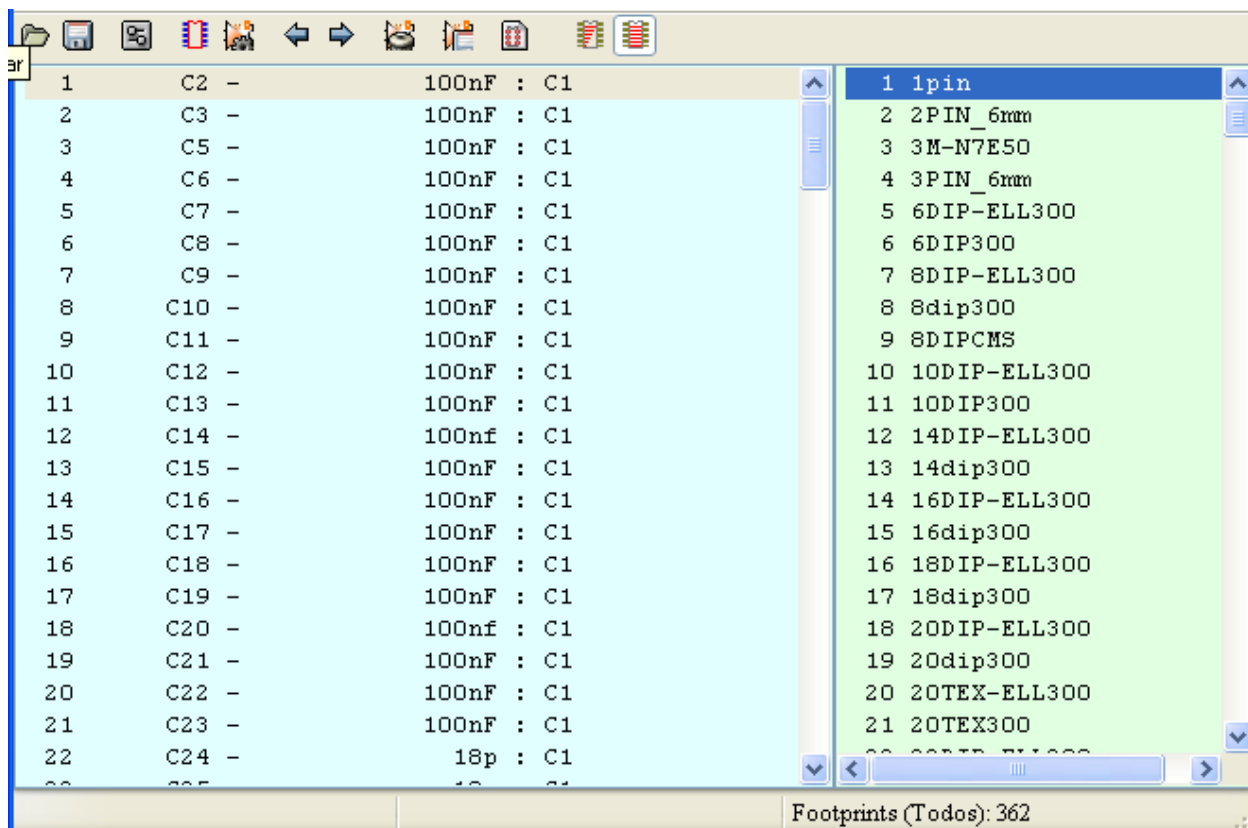 ar
1 C2 - 100nF : C1
2 C3 - 100nF : C1
3 C5 - 100nF : C1
4 C6 - 100nF : C1
5 C7 - 100nF : C1
6 C8 - 100nF : C1
7 C9 - 100nF : C1
8 C10 - 100nF : C1
9 C11 - 100nF : C1
10 C12 - 100nF : C1
11 C13 - 100nF : C1
12 C14 - 100nf : C1
13 C15 - 100nF : C1
14 C16 - 100nF : C1
15 C17 - 100nF : C1
16 C18 - 100nF : C1
17 C19 - 100nF : C1
18 C20 - 100nf : C1
19 C21 - 100nF : C1
20 C22 - 100nF : C1
21 C23 - 100nF : C1
22 C24 - 18p : C1
1 1pin
2 2PIN_6mm
3 3M-N7E50
4 3PIN_6mm
5 6DIP-ELL300
6 6DIP300
7 8DIP-ELL300
8 8dip300
9 8DIPCMS
10 10DIP-ELL300
11 10DIP300
12 14DIP-ELL300
13 14dip300
14 16DIP-ELL300
15 16dip300
16 18DIP-ELL300
17 18dip300
18 20DIP-ELL300
19 20dip300
20 20TEX-ELL300
21 20TEX300
Footprints (Todos): 362